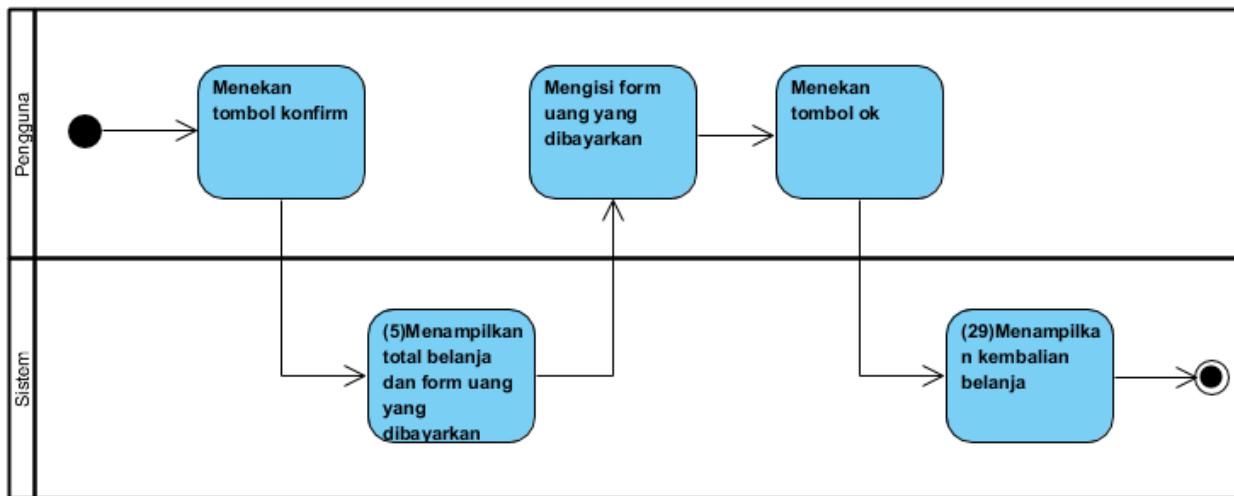 Pengguna
Menekan
tombol konfirm
Mengisi form
uang yang
dibayarkan
Menekan
tombol ok
Sistem
(5)Menampilkan
total belanja
dan form uang
yang
dibayarkan
(29)Menampilka
n kembalian
belanja